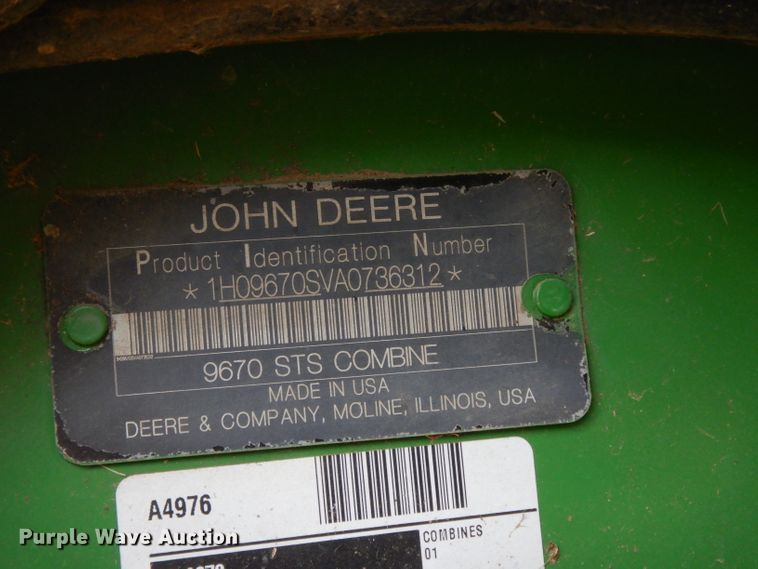 JOHN DEERE
Product Identification Number
*1H09670SVA0736312*
9670 STS COMBINE
MADE IN USA
DEERE & COMPANY, MOLINE, ILLINOIS, USA
A4976
COMBINES
01
Purple Wave Auction